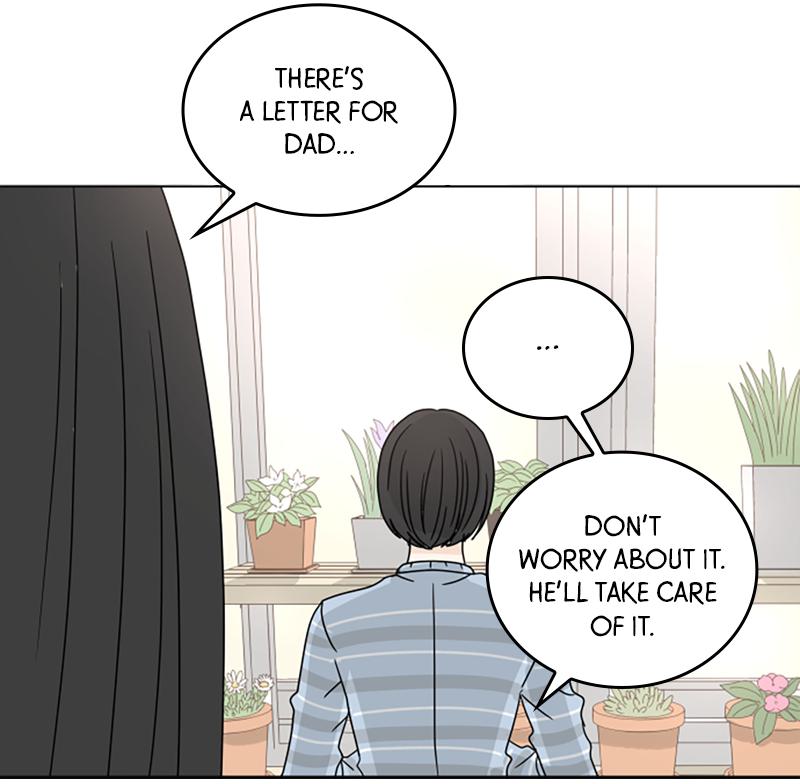 THERE'S
A LETTER FOR
DAD...
...
DON'T
WORRY ABOUT IT.
HE'LL TAKE CARE
OF IT.